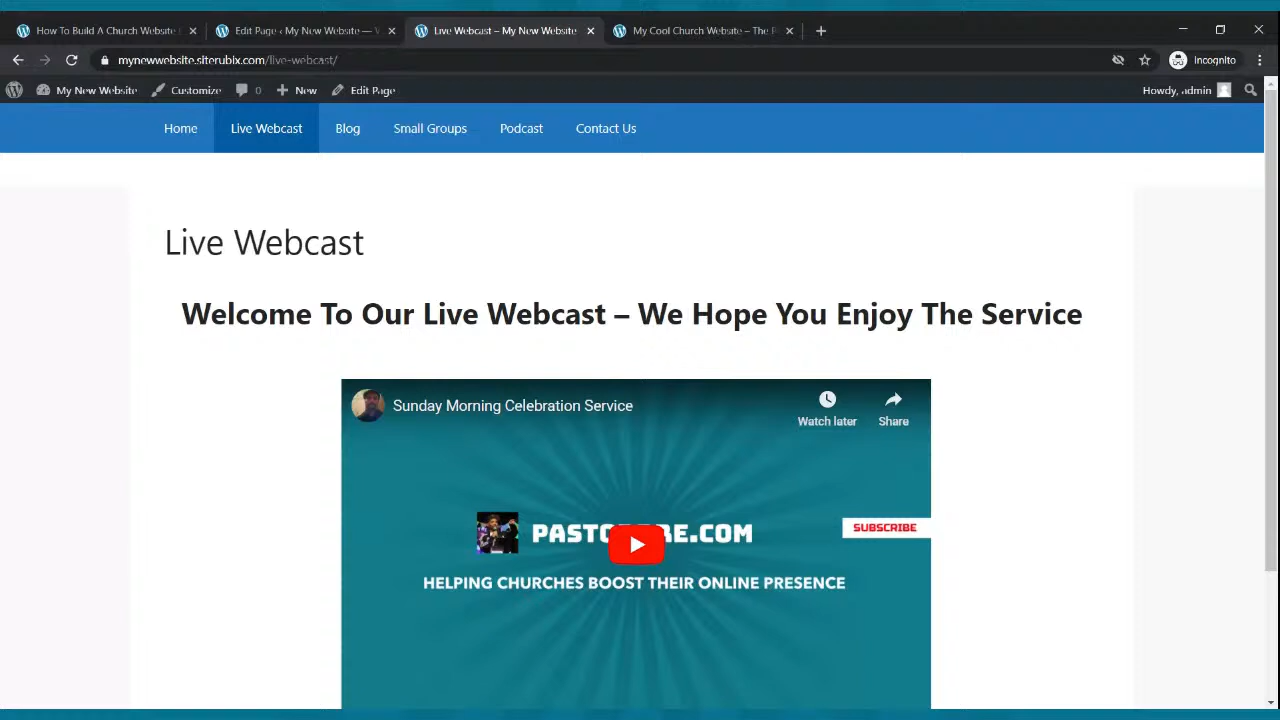 How To Build A Church Website
Edit Page ‹ My New Website — W
Live Webcast – My New Website
My Cool Church Website – The
mynewwebsite.siterubix.com/live-webcast/
Incognito
My New Website
Customize
0
New
Edit Page
Howdy, admin
Home
Live Webcast
Blog
Small Groups
Podcast
Contact Us
Live Webcast
Welcome To Our Live Webcast – We Hope You Enjoy The Service
Sunday Morning Celebration Service
Watch later
Share
SUBSCRIBE
HELPING CHURCHES BOOST THEIR ONLINE PRESENCE